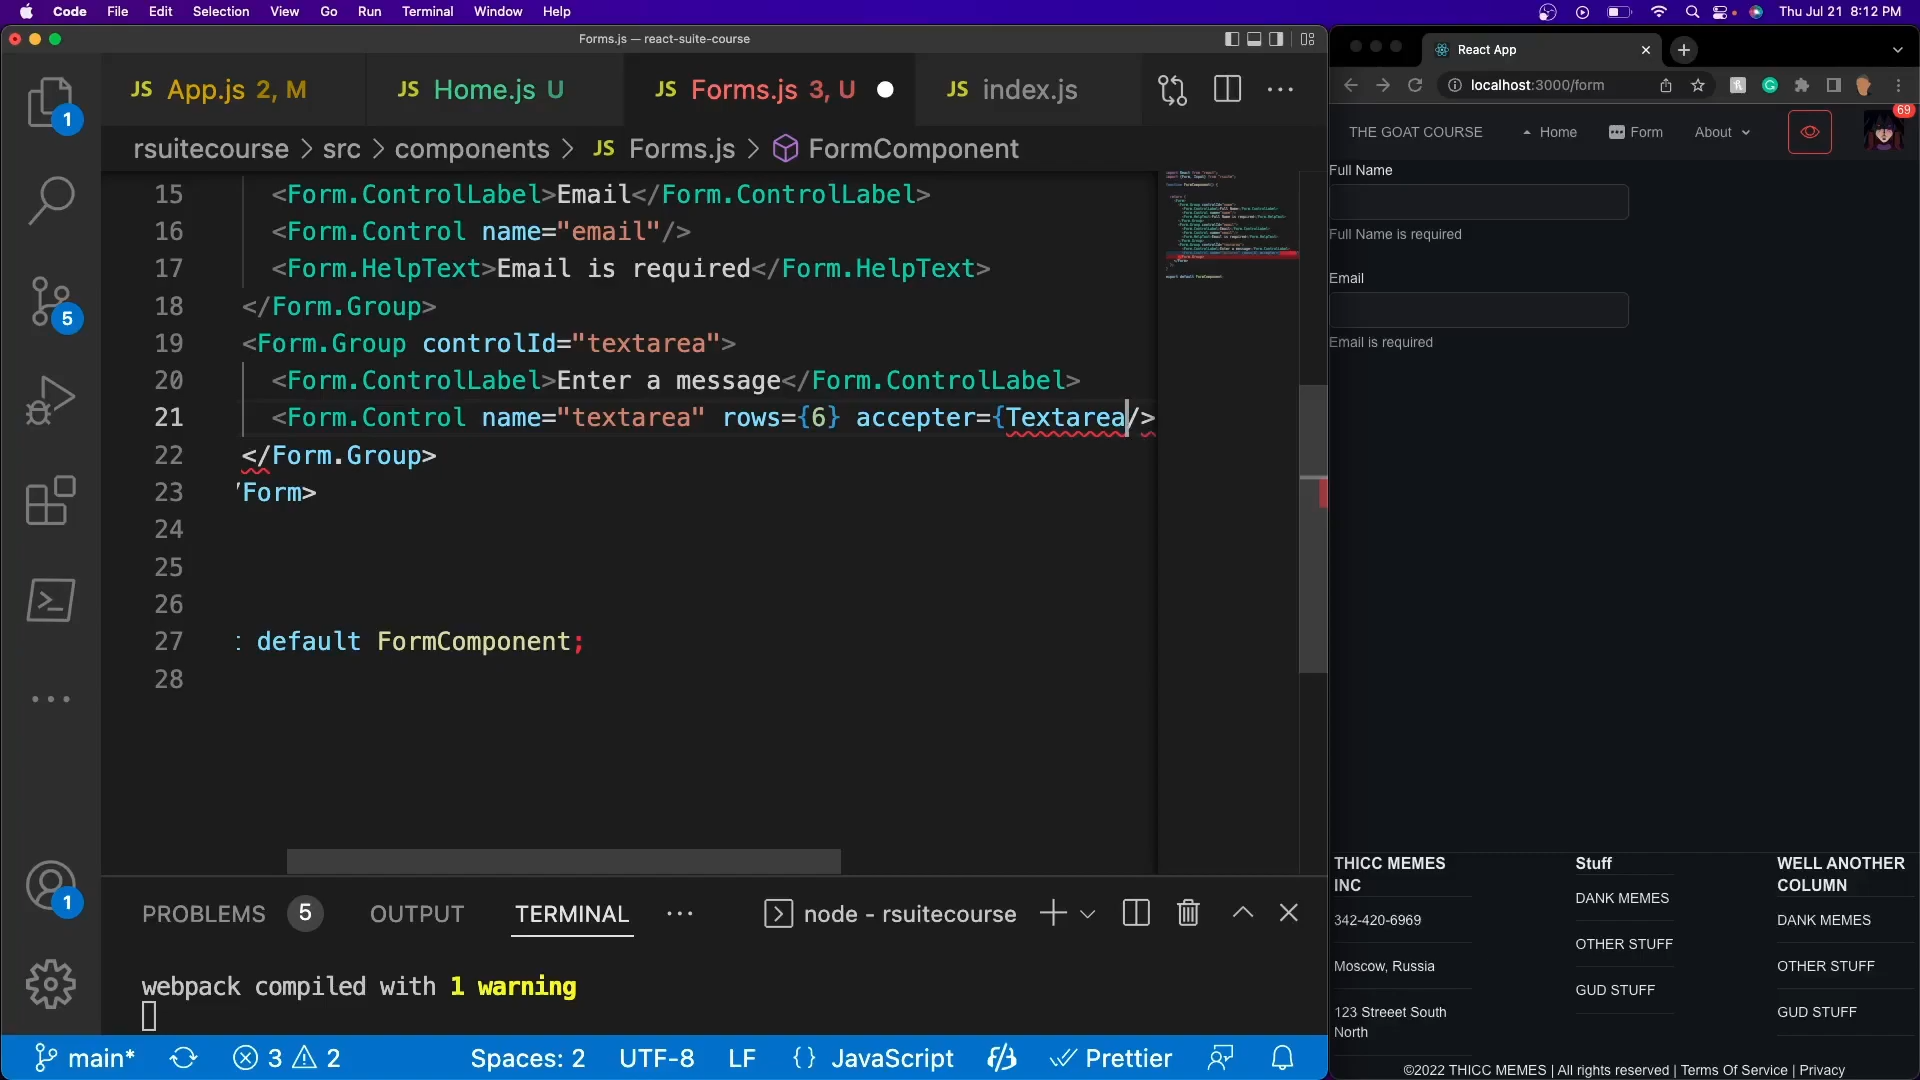 Code File Edit Selection View Go Run Terminal Window Help
Thu Jul 21 8:12 PM
Forms.js — react-suite-course
JS App.js 2, M
JS Home.js U
JS Forms.js 3, U
JS index.js
rsuitecourse > src > components > JS Forms.js > FormComponent
15 <Form.ControlLabel>Email</Form.ControlLabel>
16 <Form.Control name="email"/>
17 <Form.HelpText>Email is required</Form.HelpText>
18 </Form.Group>
19 <Form.Group controlId="textarea">
20 <Form.ControlLabel>Enter a message</Form.ControlLabel>
21 <Form.Control name="textarea" rows={6} accepter={Textarea/>
22 </Form.Group>
23 /Form>
24
25
26
27 : default FormComponent;
28
1
5
1
PROBLEMS 5 OUTPUT TERMINAL
node - rsuitecourse
webpack compiled with 1 warning
main* 3 2
Spaces: 2 UTF-8 LF {} JavaScript Prettier
React App
localhost:3000/form
THE GOAT COURSE Home Form About
69
Full Name
Full Name is required
Email
Email is required
THICC MEMES
INC
342-420-6969
Moscow, Russia
123 Streeet South
North
Stuff
DANK MEMES
OTHER STUFF
GUD STUFF
WELL ANOTHER
COLUMN
DANK MEMES
OTHER STUFF
GUD STUFF
©2022 THICC MEMES | All rights reserved | Terms Of Service | Privacy